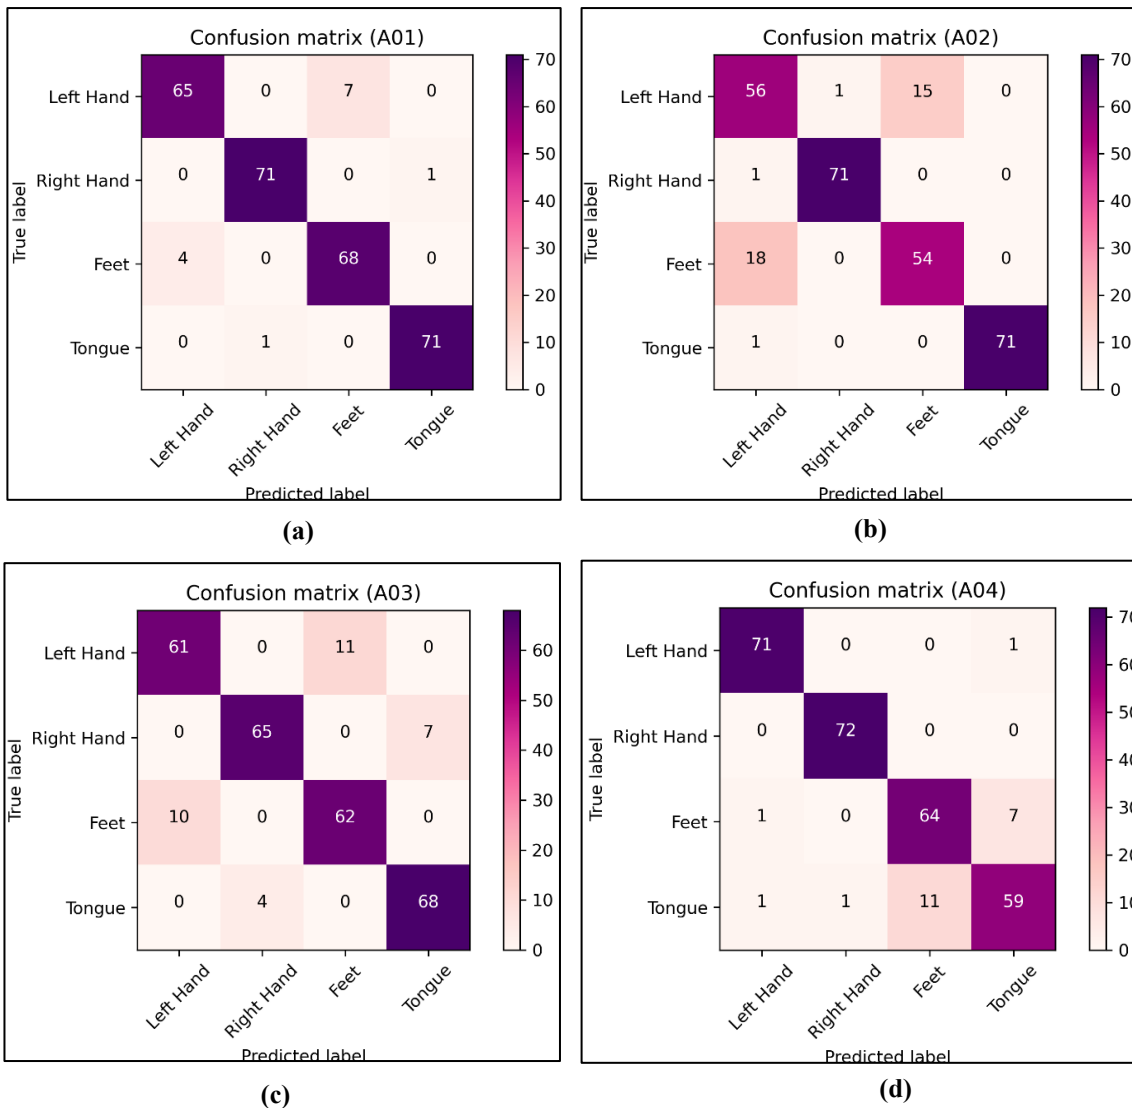 Confusion matrix (A01)
True label
Left Hand 65 0 7 0
Right Hand 0 71 0 1
Feet 4 0 68 0
Tongue 0 1 0 71
Left Hand Right Hand Feet Tongue
Predicted label
70
60
50
40
30
20
10
0
(a)
Confusion matrix (A02)
True label
Left Hand 56 1 15 0
Right Hand 1 71 0 0
Feet 18 0 54 0
Tongue 1 0 0 71
Left Hand Right Hand Feet Tongue
Predicted label
70
60
50
40
30
20
10
0
(b)
Confusion matrix (A03)
True label
Left Hand 61 0 11 0
Right Hand 0 65 0 7
Feet 10 0 62 0
Tongue 0 4 0 68
Left Hand Right Hand Feet Tongue
Predicted label
60
50
40
30
20
10
0
(c)
Confusion matrix (A04)
True label
Left Hand 71 0 0 1
Right Hand 0 72 0 0
Feet 1 0 64 7
Tongue 1 1 11 59
Left Hand Right Hand Feet Tongue
Predicted label
70
60
50
40
30
20
10
0
(d)